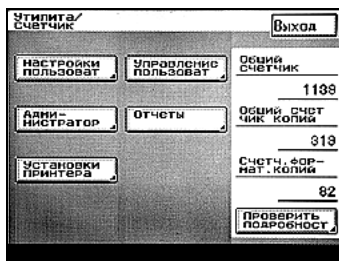 Утилита/
Счетчик
Выход
Настройки
пользоват
Управление
пользоват
Общий
счетчик
1139
Адми-
нистратор
Отчеты
Общий счет
чик копий
319
Установки
принтера
Счетч.фор-
мат.копий
82
Проверить
подробност